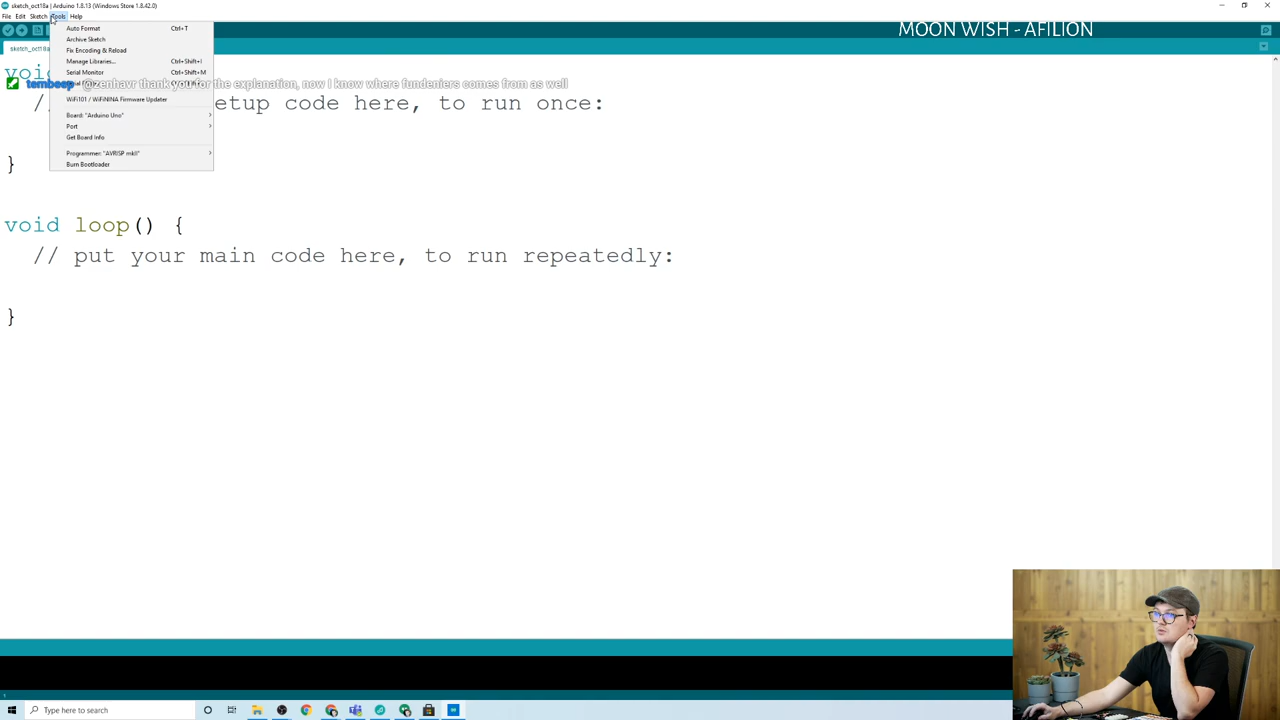 sketch_oct18a | Arduino 1.8.13 (Windows Store 1.8.42.0)
File Edit Sketch Tools Help
MOON WISH - AFILION
sketch_oct18a
Auto Format Ctrl+T
Archive Sketch
Fix Encoding & Reload
Manage Libraries... Ctrl+Shift+I
Serial Monitor Ctrl+Shift+M
@zenhavr thank you for the explanation, now I know where fundeniers comes from as well
WiFi101 / WiFiNINA Firmware Updater
Board: "Arduino Uno"
Port
Get Board Info
Programmer: "AVRISP mkII"
Burn Bootloader
// etup code here, to run once:
}
void loop() {
// put your main code here, to run repeatedly:
}
Type here to search